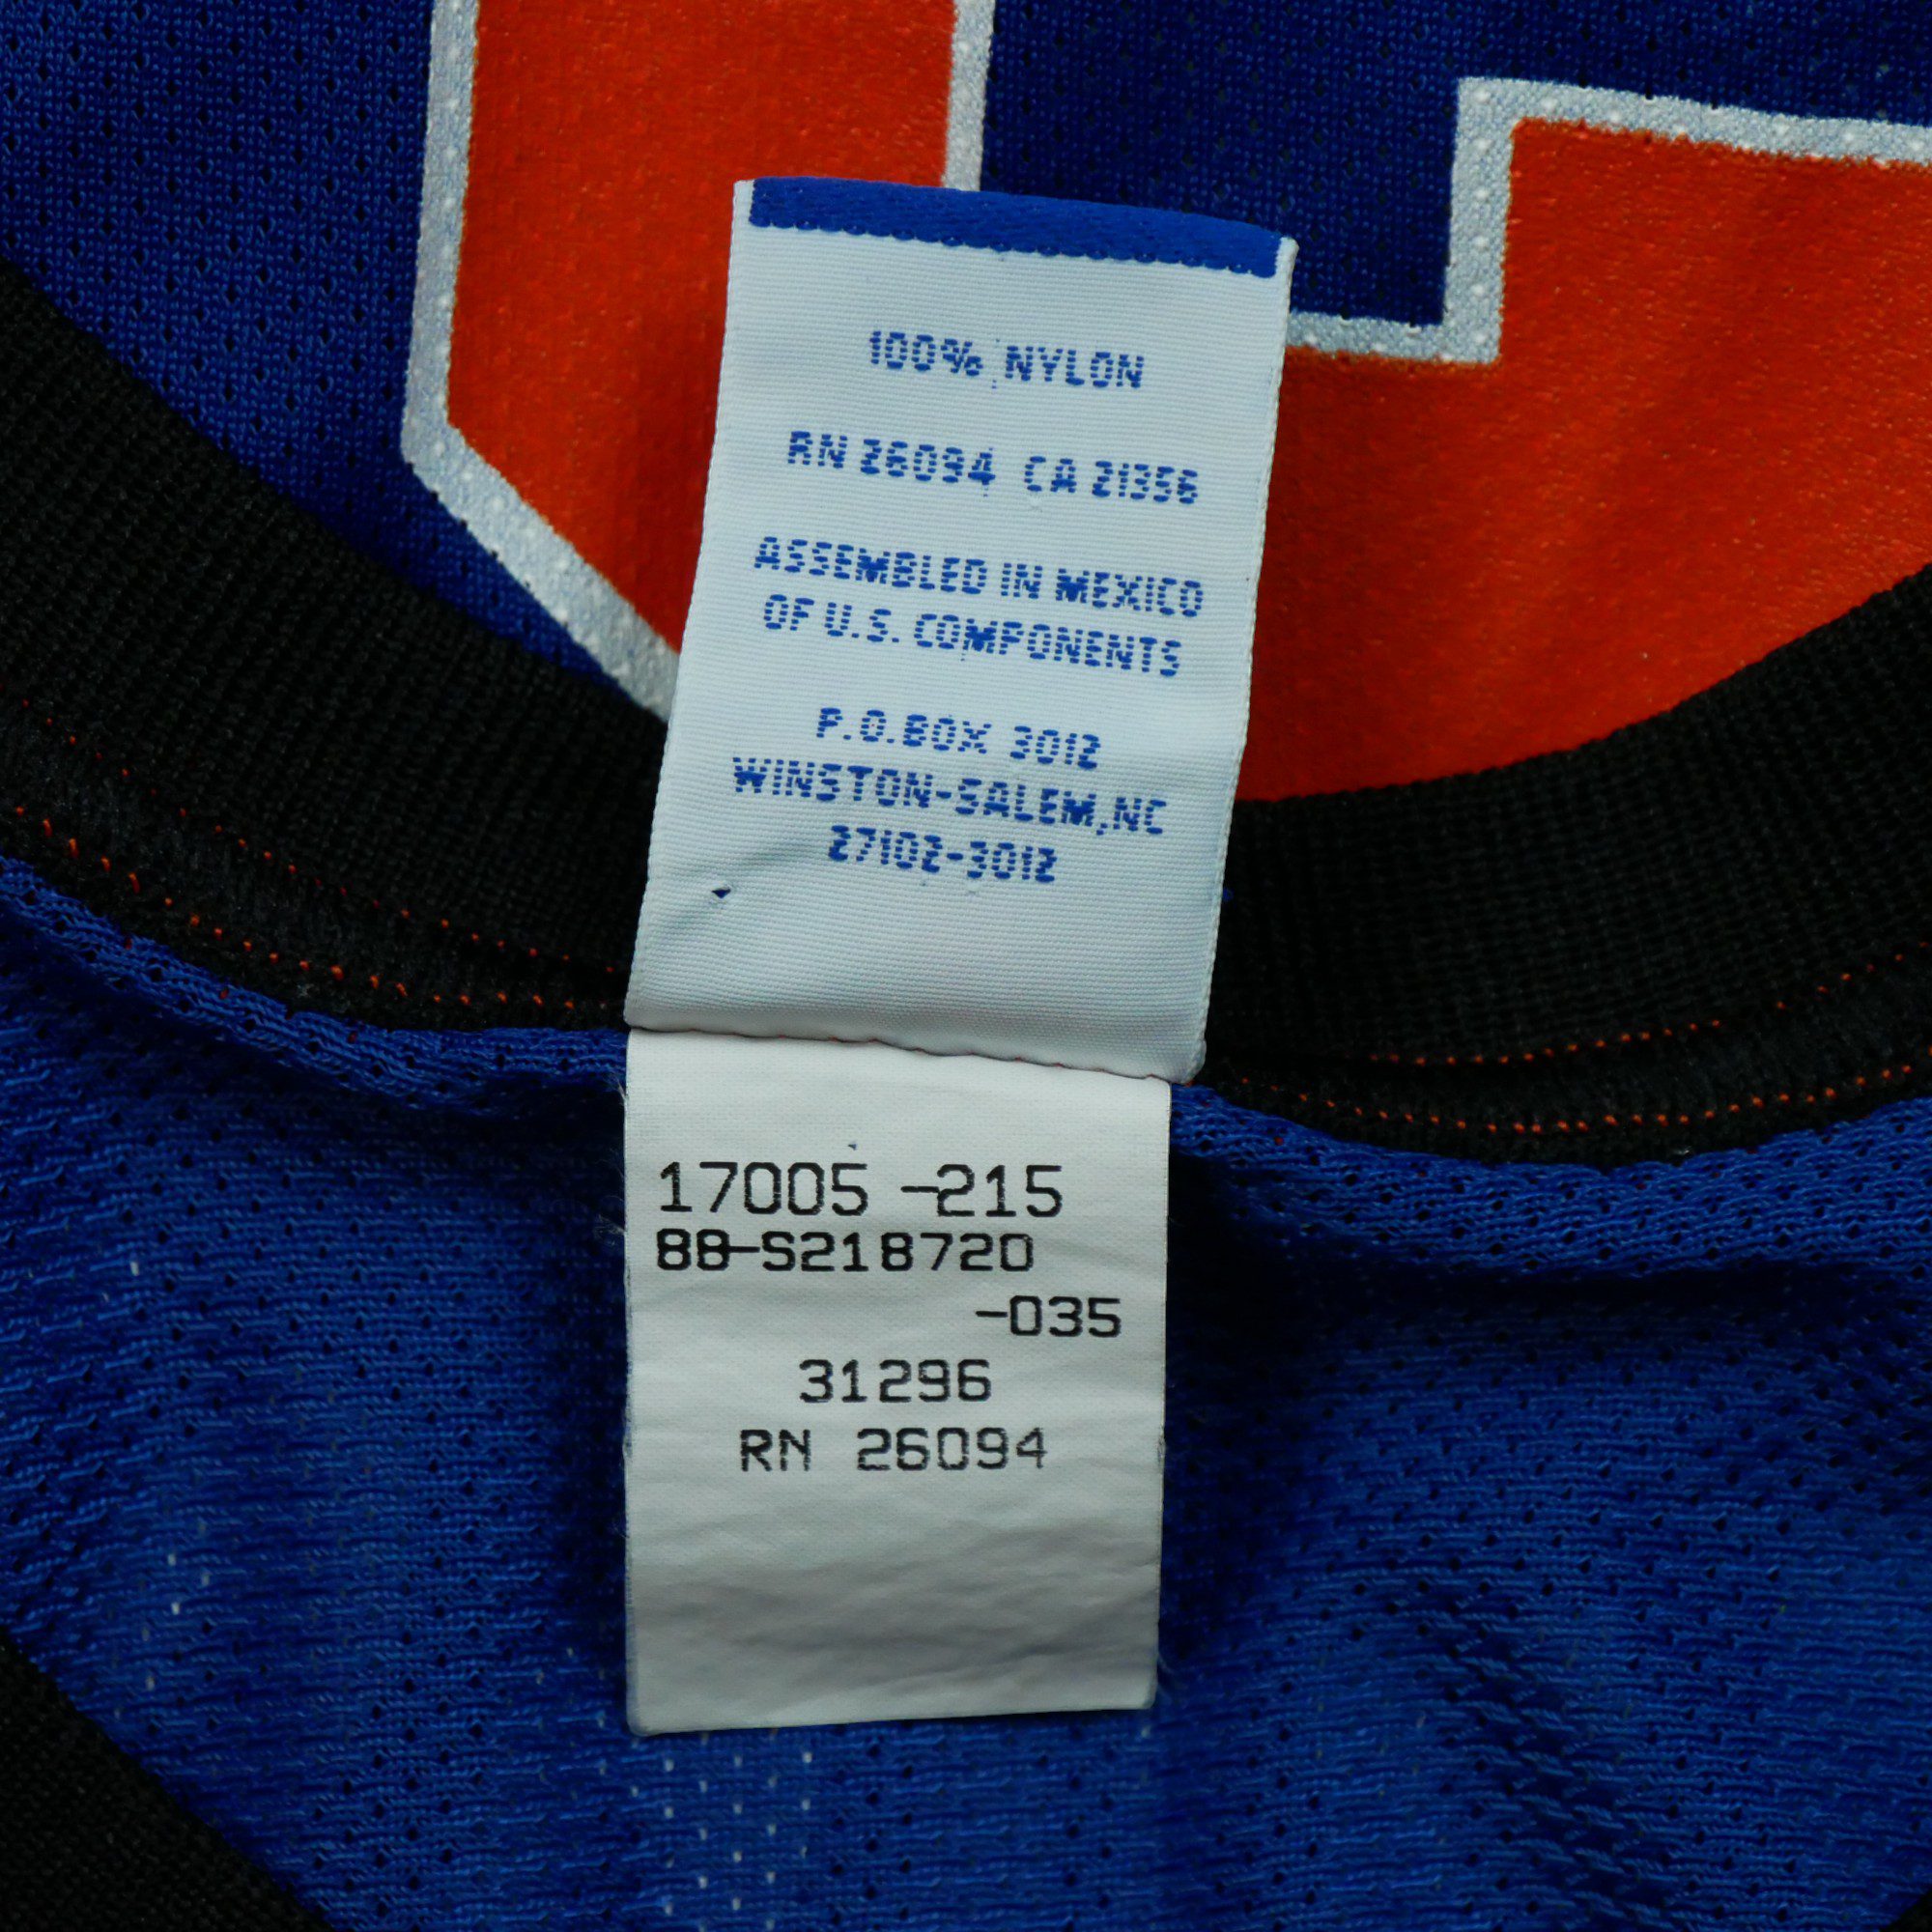 100% NYLON
RN 26094 CA 21356
ASSEMBLED IN MEXICO
OF U.S. COMPONENTS
P.O. BOX 3012
WINSTON-SALEM, NC
27102-3012
17005 -215
88-S218720
-035
31296
RN 26094